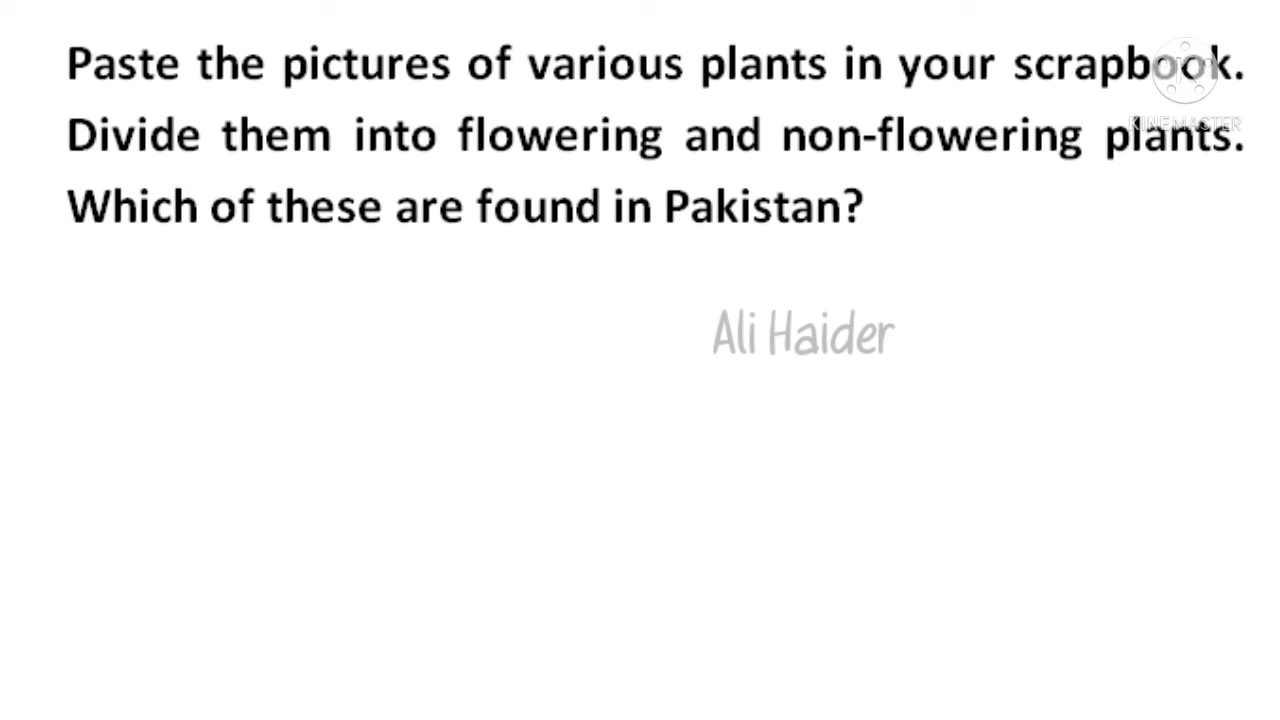 Paste the pictures of various plants in your scrapbook.
Divide them into flowering and non-flowering plants.
Which of these are found in Pakistan?
KINEMASTER
Ali Haider